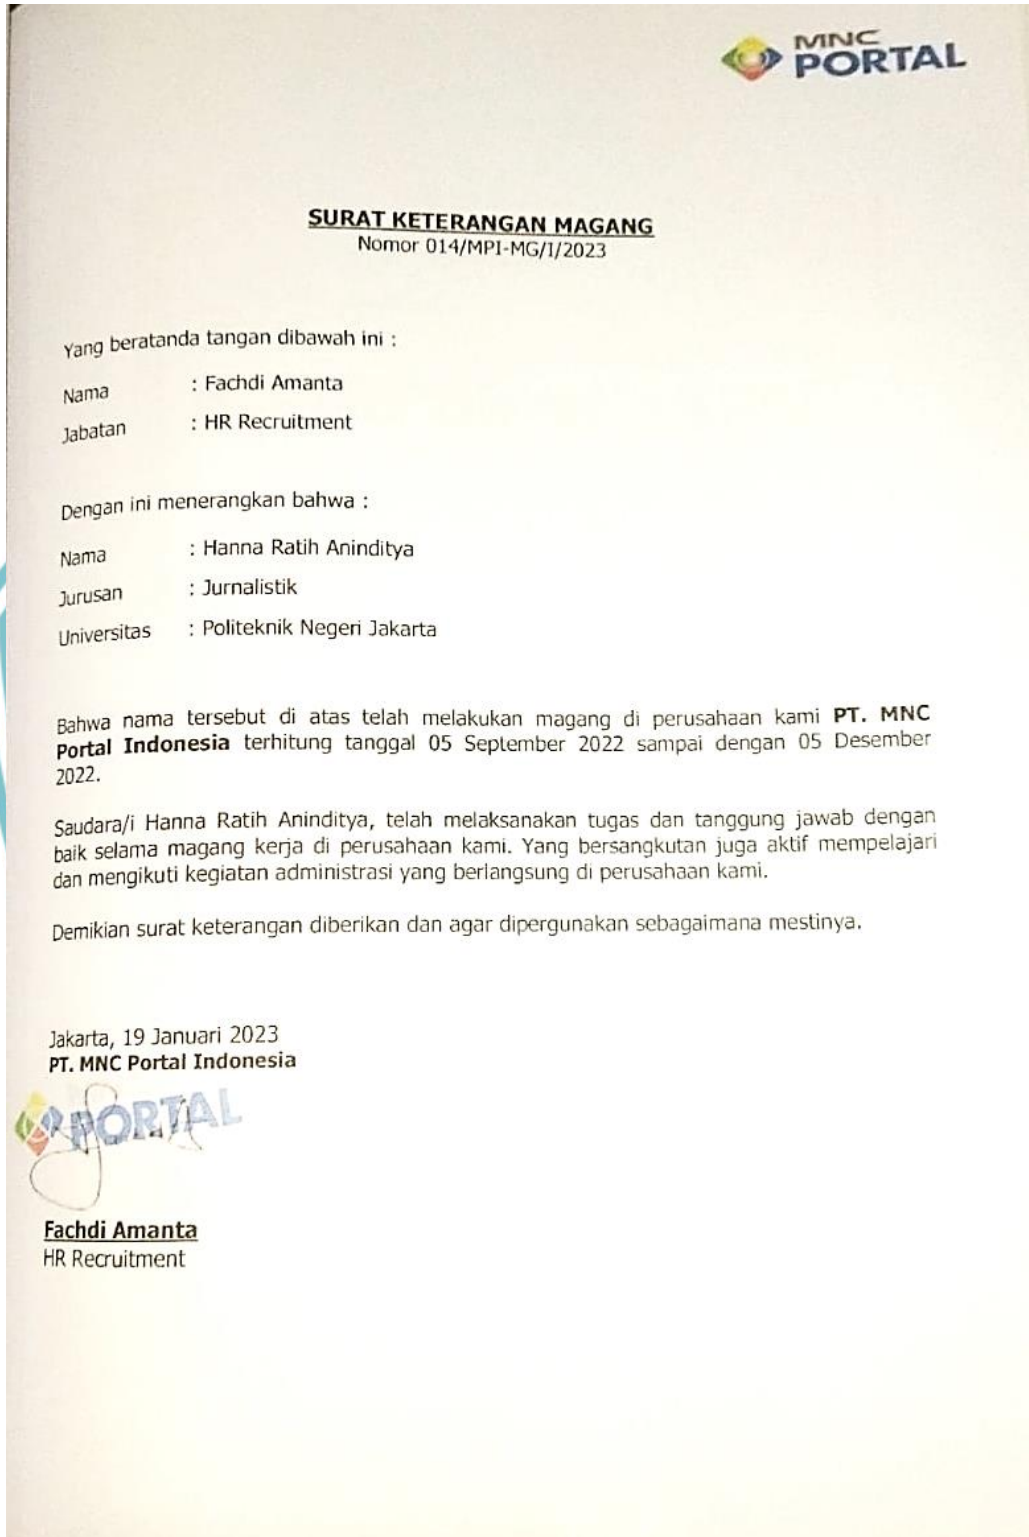 MNC
PORTAL
SURAT KETERANGAN MAGANG
Nomor 014/MPI-MG/I/2023
Yang beratanda tangan dibawah ini :
Nama : Fachdi Amanta
Jabatan : HR Recruitment
Dengan ini menerangkan bahwa :
Nama : Hanna Ratih Aninditya
Jurusan : Jurnalistik
Universitas : Politeknik Negeri Jakarta
Bahwa nama tersebut di atas telah melakukan magang di perusahaan kami PT. MNC
Portal Indonesia terhitung tanggal 05 September 2022 sampai dengan 05 Desember
2022.
Saudara/i Hanna Ratih Aninditya, telah melaksanakan tugas dan tanggung jawab dengan
baik selama magang kerja di perusahaan kami. Yang bersangkutan juga aktif mempelajari
dan mengikuti kegiatan administrasi yang berlangsung di perusahaan kami.
Demikian surat keterangan diberikan dan agar dipergunakan sebagaimana mestinya.
Jakarta, 19 Januari 2023
PT. MNC Portal Indonesia
PORTAL
Fachdi Amanta
HR Recruitment